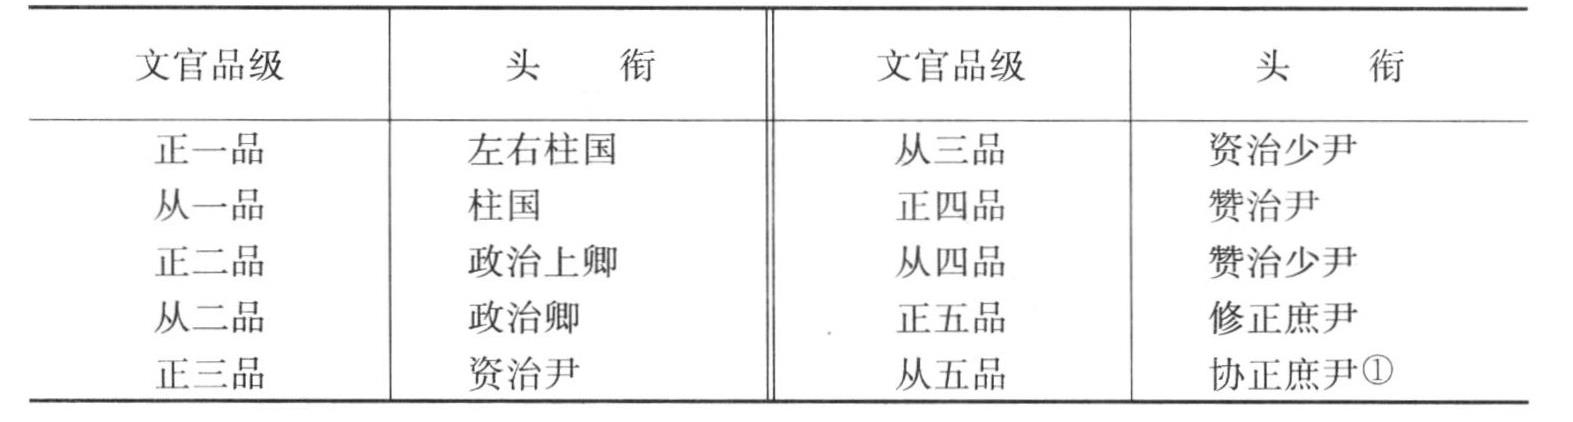 文官品级 头衔 文官品级 头衔
正一品 左右柱国 从三品 资治少尹
从一品 柱国 正四品 赞治尹
正二品 政治上卿 从四品 赞治少尹
从二品 政治卿 正五品 修正庶尹
正三品 资治尹 从五品 协正庶尹①